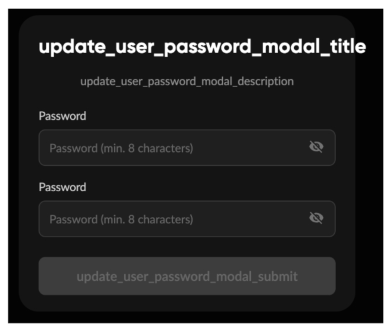 update_user_password_modal_title
update_user_password_modal_description
Password
Password (min. 8 characters)
Password
Password (min. 8 characters)
update_user_password_modal_submit